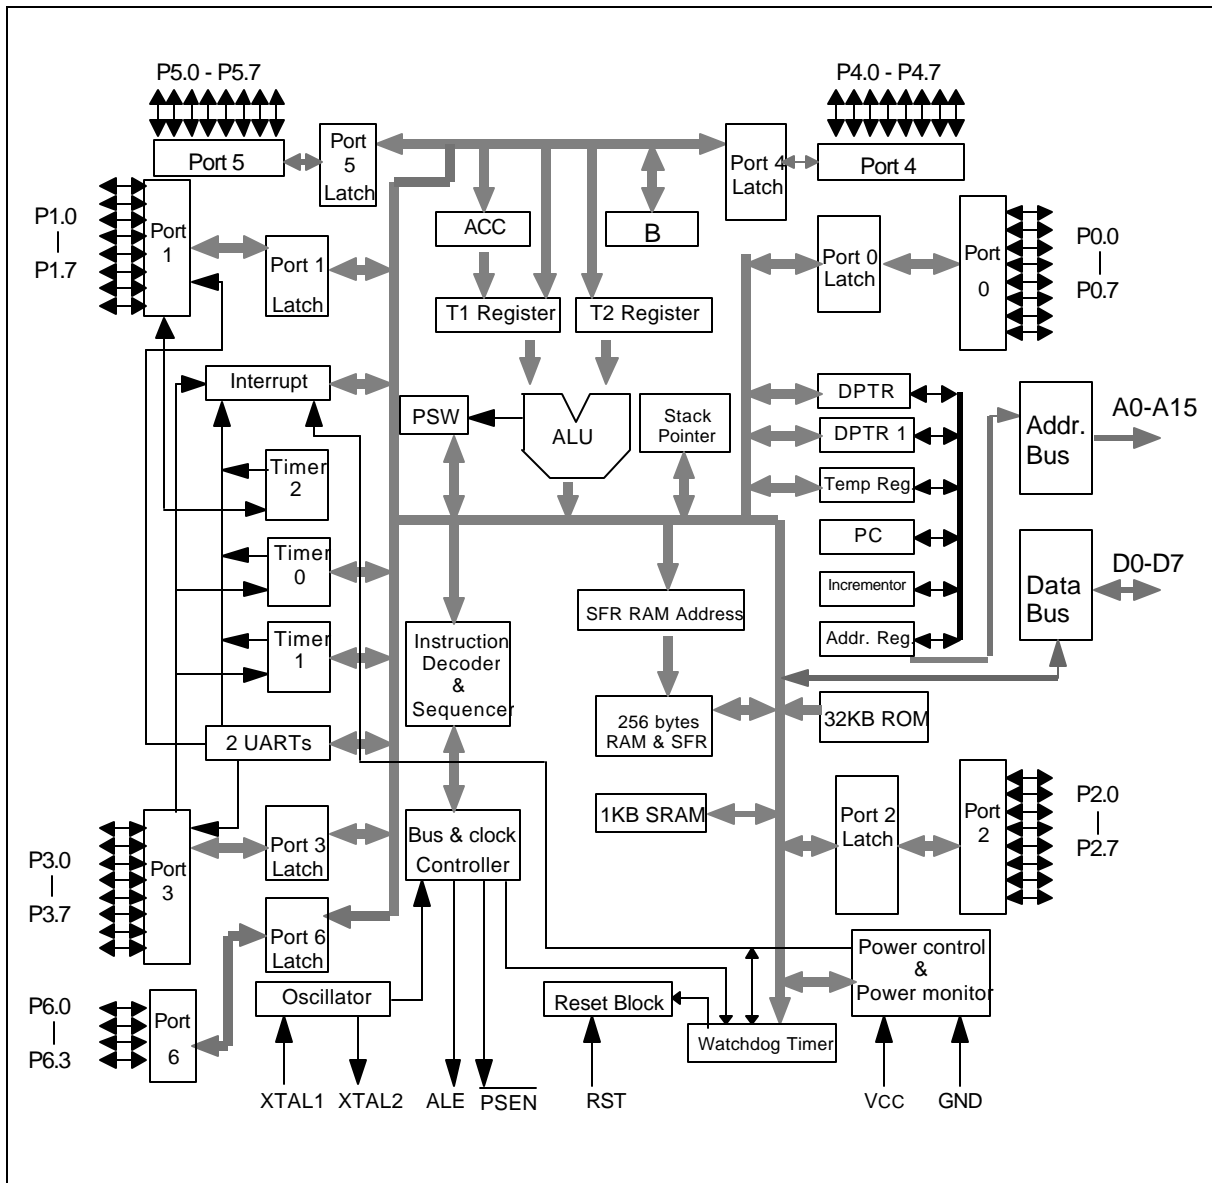 P5.0 - P5.7
P4.0 - P4.7
Port 5
Port
5
Latch
Port 4
Latch
Port 4
P1.0
P1.7
Port
1
Port 1
Latch
ACC
B
Port 0
Latch
Port
0
P0.0
P0.7
T1 Register
T2 Register
Interrupt
PSW
ALU
Stack
Pointer
DPTR
DPTR 1
Temp Reg.
PC
Incrementor
Addr. Reg.
Addr.
Bus
A0-A15
Data
Bus
D0-D7
Timer
2
Timer
0
Timer
1
2 UARTs
Instruction
Decoder
&
Sequencer
SFR RAM Address
256 bytes
RAM & SFR
32KB ROM
1KB SRAM
Port 2
Latch
Port
2
P2.0
P2.7
P3.0
P3.7
Port
3
Port 3
Latch
Bus & clock
Controller
Port 6
Latch
P6.0
P6.3
Port
6
Oscillator
Reset Block
Watchdog Timer
Power control
&
Power monitor
XTAL1
XTAL2
ALE
PSEN
RST
VCC
GND